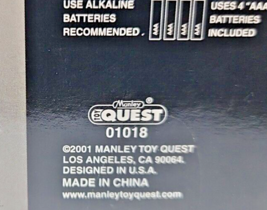 USE ALKALINE
BATTERIES
RECOMMENDED.
USES 4 "AAA
BATTERIES
INCLUDED
Manley
TOY QUEST®
01018
©2001 MANLEY TOY QUEST
LOS ANGELES, CA 90064.
DESIGNED IN U.S.A.
MADE IN CHINA
www.manleytoyquest.com